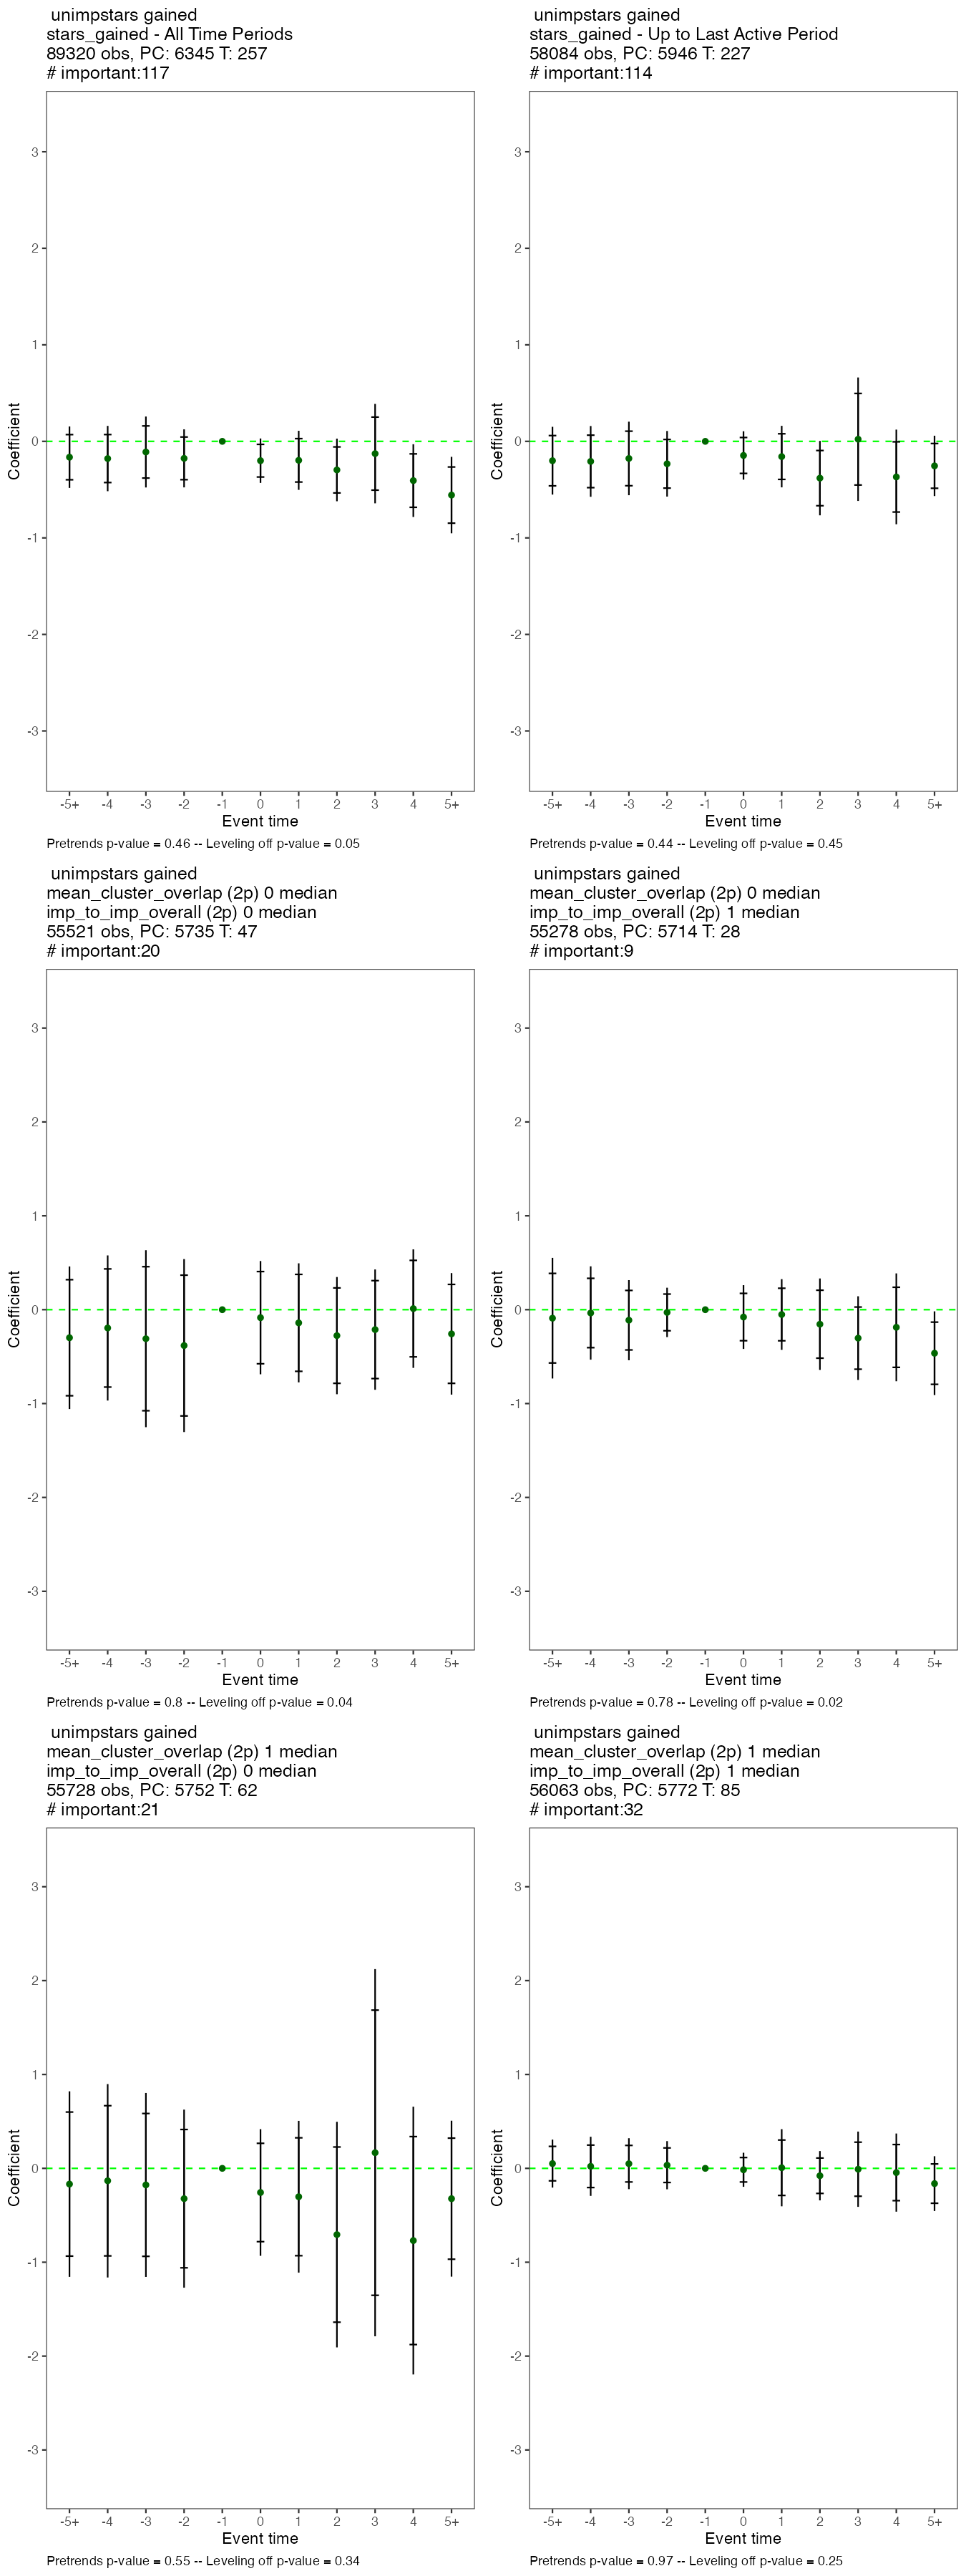 unimpstars gained
stars_gained - All Time Periods
89320 obs, PC: 6345 T: 257
# important:117
Coefficient
3
2
1
0
-1
-2
-3
-5+ -4 -3 -2 -1 0 1 2 3 4 5+
Event time
Pretrends p-value = 0.46 -- Leveling off p-value = 0.05
unimpstars gained
stars_gained - Up to Last Active Period
58084 obs, PC: 5946 T: 227
# important:114
Coefficient
3
2
1
0
-1
-2
-3
-5+ -4 -3 -2 -1 0 1 2 3 4 5+
Event time
Pretrends p-value = 0.44 -- Leveling off p-value = 0.45
unimpstars gained
mean_cluster_overlap (2p) 0 median
imp_to_imp_overall (2p) 0 median
55521 obs, PC: 5735 T: 47
# important:20
Coefficient
3
2
1
0
-1
-2
-3
-5+ -4 -3 -2 -1 0 1 2 3 4 5+
Event time
Pretrends p-value = 0.8 -- Leveling off p-value = 0.04
unimpstars gained
mean_cluster_overlap (2p) 0 median
imp_to_imp_overall (2p) 1 median
55278 obs, PC: 5714 T: 28
# important:9
Coefficient
3
2
1
0
-1
-2
-3
-5+ -4 -3 -2 -1 0 1 2 3 4 5+
Event time
Pretrends p-value = 0.78 -- Leveling off p-value = 0.02
unimpstars gained
mean_cluster_overlap (2p) 1 median
imp_to_imp_overall (2p) 0 median
55728 obs, PC: 5752 T: 62
# important:21
Coefficient
3
2
1
0
-1
-2
-3
-5+ -4 -3 -2 -1 0 1 2 3 4 5+
Event time
Pretrends p-value = 0.55 -- Leveling off p-value = 0.34
unimpstars gained
mean_cluster_overlap (2p) 1 median
imp_to_imp_overall (2p) 1 median
56063 obs, PC: 5772 T: 85
# important:32
Coefficient
3
2
1
0
-1
-2
-3
-5+ -4 -3 -2 -1 0 1 2 3 4 5+
Event time
Pretrends p-value = 0.97 -- Leveling off p-value = 0.25